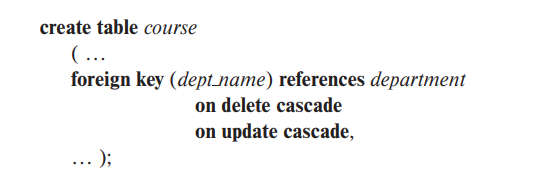 create table course
( …
foreign key (dept_name) references department
on delete cascade
on update cascade,
… );